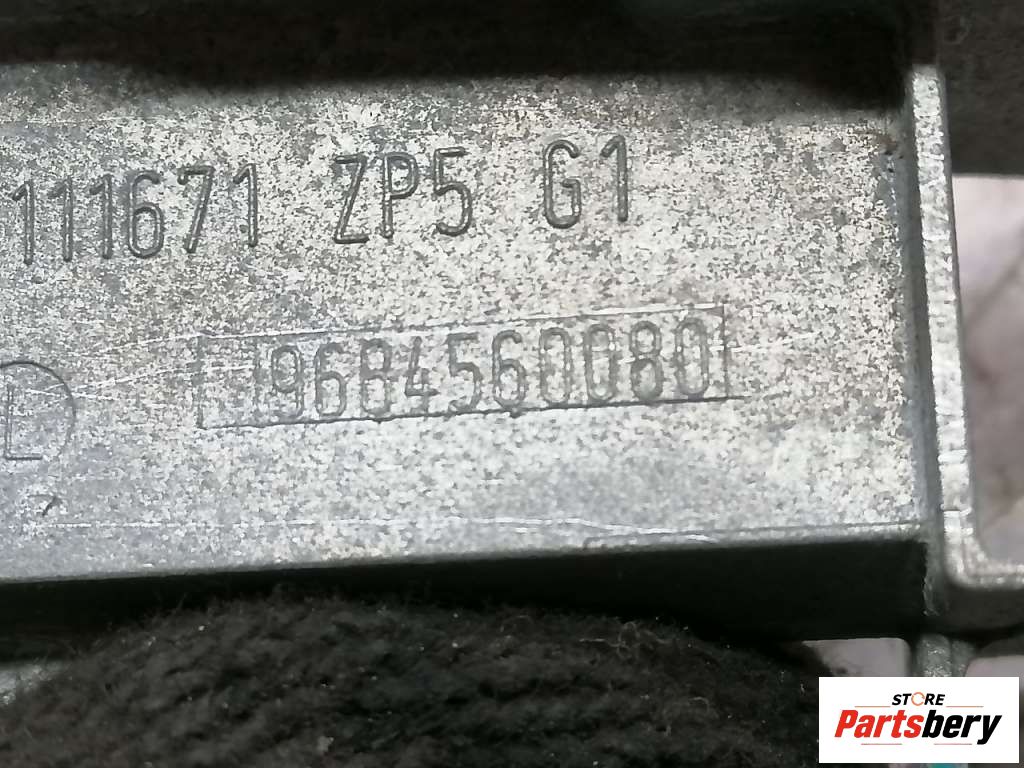 111671 ZP5 G1
9684560080
L
STORE
Partsbery